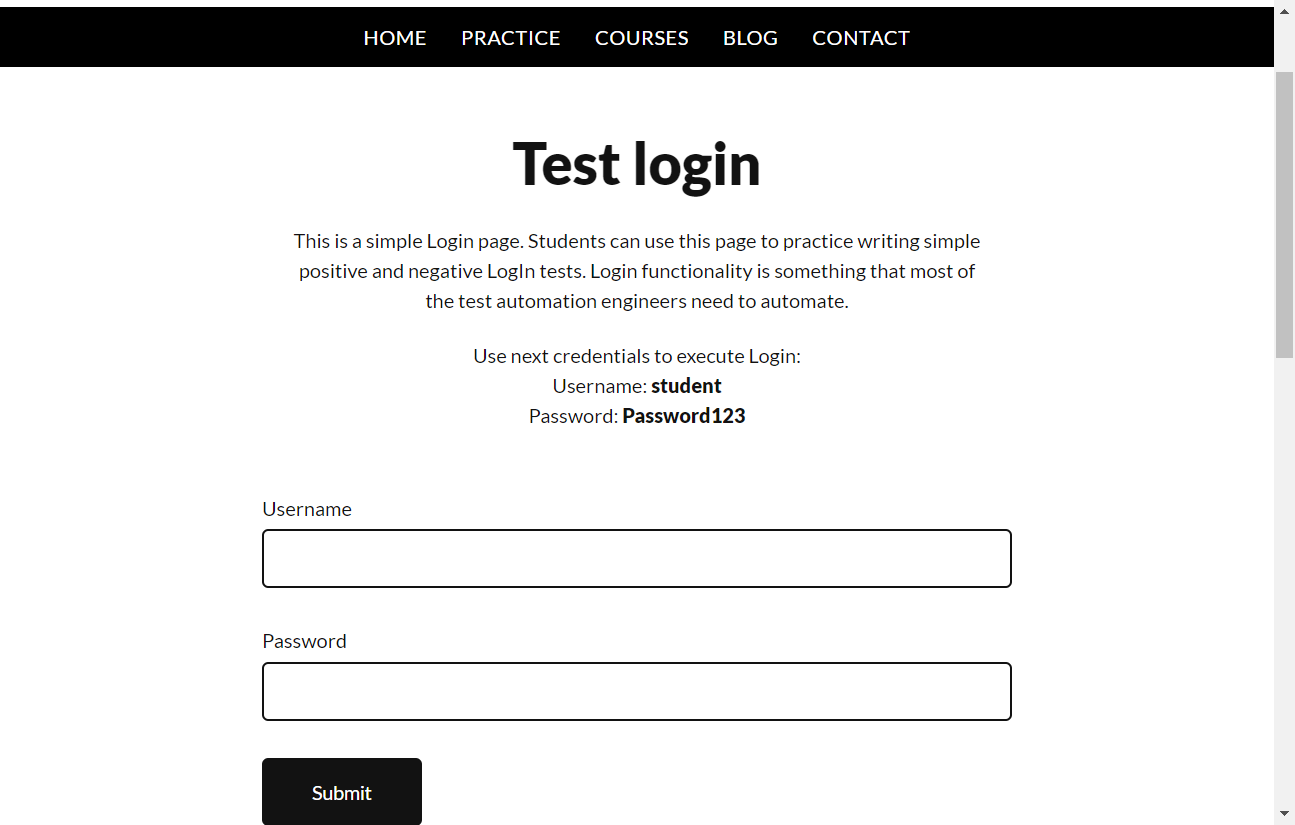 HOME PRACTICE COURSES BLOG CONTACT
Test login
This is a simple Login page. Students can use this page to practice writing simple
positive and negative LogIn tests. Login functionality is something that most of
the test automation engineers need to automate.
Use next credentials to execute Login:
Username: student
Password: Password123
Username
Password
Submit